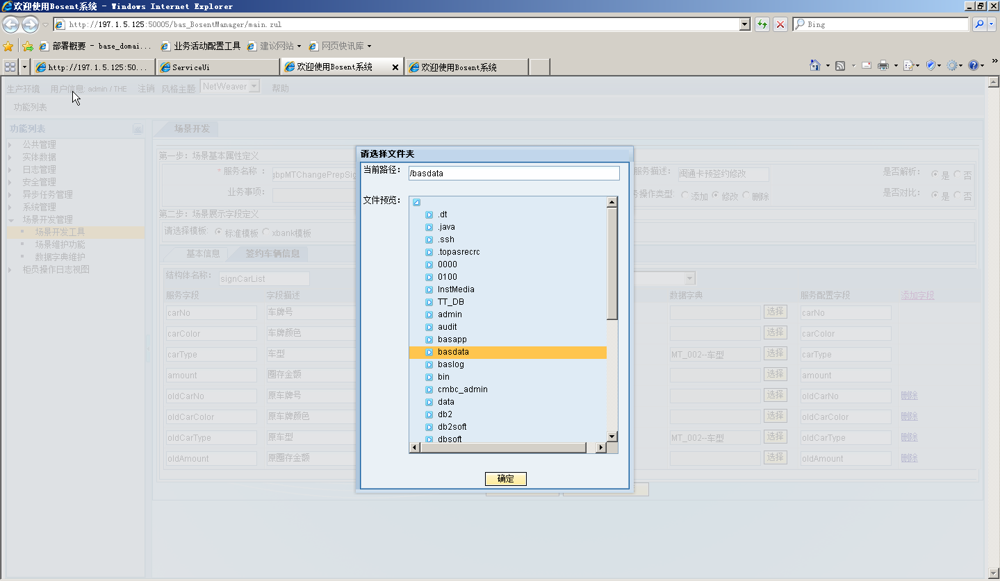 欢迎使用Bosent系统 - Windows Internet Explorer
http://197.1.5.125:50005/bas_BosentManager/main.zul
Bing
部署概要 - base_domai... 业务活动配置工具 建议网站 网页快讯库
http://197.1.5.125:50... ServiceUi 欢迎使用Bosent系统 欢迎使用Bosent系统
生产环境 用户信息: admin / THE 注销 风格主题 NetWeaver 帮助
功能列表
功能列表
公共管理
实体数据
日志管理
安全管理
异步任务管理
系统管理
场景开发管理
场景开发工具
场景维护功能
数据字典维护
柜员操作日志视图
场景开发
第一步: 场景基本属性定义
* 服务名称 : gbpMTChangePrepSig 服务描述: 闽通卡预签约修改 是否解析: 是 否
业务事项: 操作类型: 添加 修改 删除 是否对比: 是 否
第二步: 场景展示字段定义
请选择模板: 标准模板 xbank模板
基本信息 签约车辆信息
结构体名称: signCarList
服务字段 字段描述 数据字典 服务配置字段 添加字段
carNo 车牌号 选择 carNo
carColor 车牌颜色 选择 carColor
carType 车型 MT_002--车型 选择 carType
amount 圈存金额 选择 amount
oldCarNo 原车牌号 选择 oldCarNo 删除
oldCarColor 原车牌颜色 选择 oldCarColor 删除
oldCarType 原车型 MT_002--车型 选择 oldCarType 删除
oldAmount 原圈存金额 选择 oldAmount 删除
请选择文件夹
当前路径: /basdata
文件预览:
.dt
.java
.ssh
.topasrecrc
0000
0100
InstMedia
TT_DB
admin
audit
basapp
basdata
baslog
bin
cmbc_admin
data
db2
db2soft
dbsoft
确定